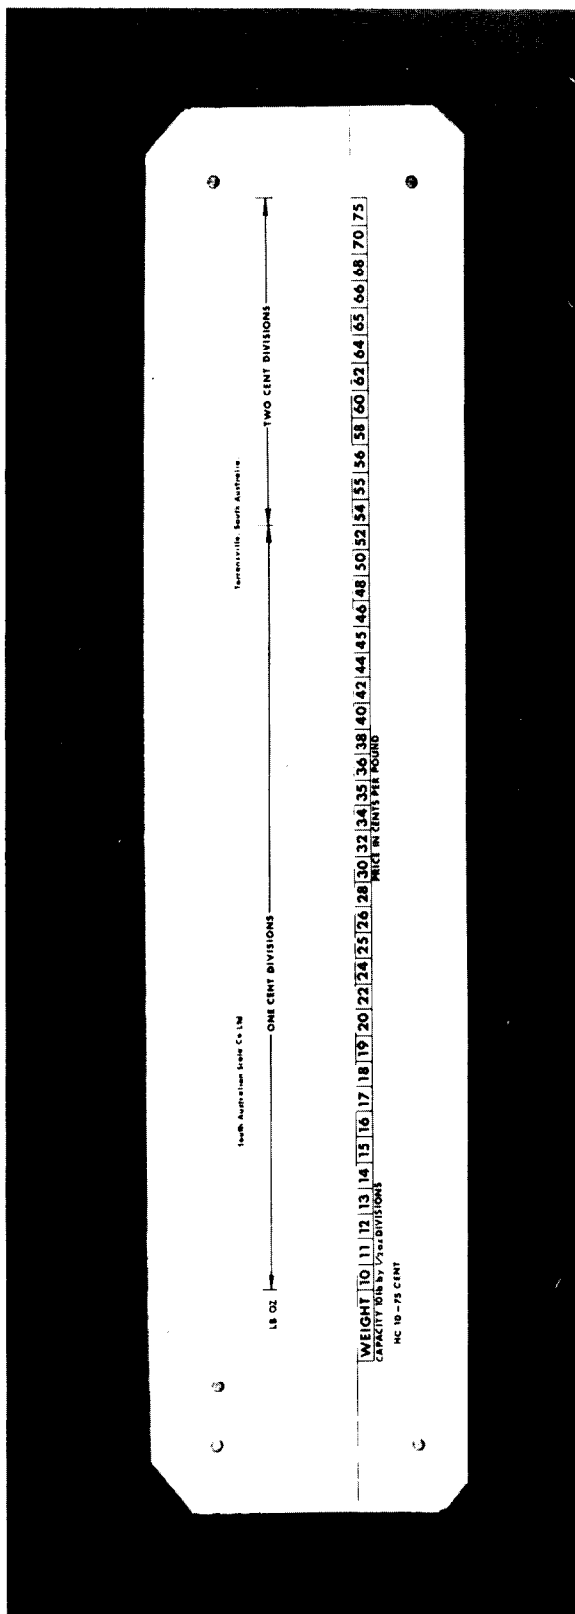 South Australian Scale Co Ltd Torrensville, South Australia
LB OZ ONE CENT DIVISIONS TWO CENT DIVISIONS
WEIGHT 10 11 12 13 14 15 16 17 18 19 20 22 24 25 26 28 30 32 34 35 36 38 40 42 44 45 46 48 50 52 54 55 56 58 60 62 64 65 66 68 70 75
CAPACITY 10lb by 1/2oz DIVISIONS PRICE IN CENTS PER POUND
HC 10-75 CENT